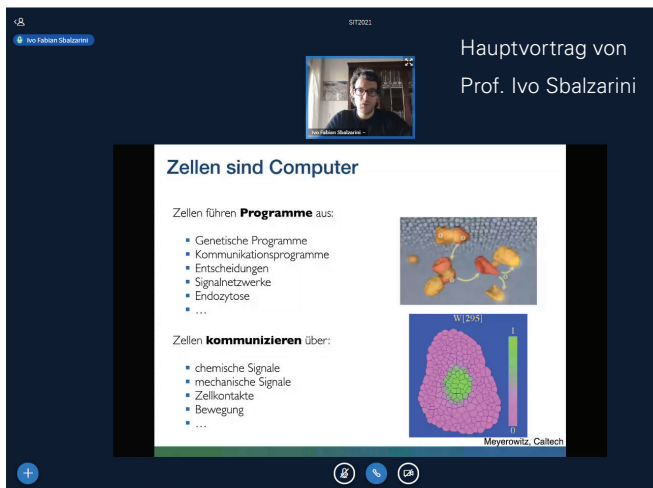 SIT2021
Ivo Fabian Sbalzarini
Hauptvortrag von
Prof. Ivo Sbalzarini
Ivo Fabian Sbalzarini
Zellen sind Computer
Zellen führen Programme aus:
▪ Genetische Programme
▪ Kommunikationsprogramme
▪ Entscheidungen
▪ Signalnetzwerke
▪ Endozytose
▪ …
Zellen kommunizieren über:
▪ chemische Signale
▪ mechanische Signale
▪ Zellkontakte
▪ Bewegung
▪ …
W[295]
1
0
Meyerowitz, Caltech